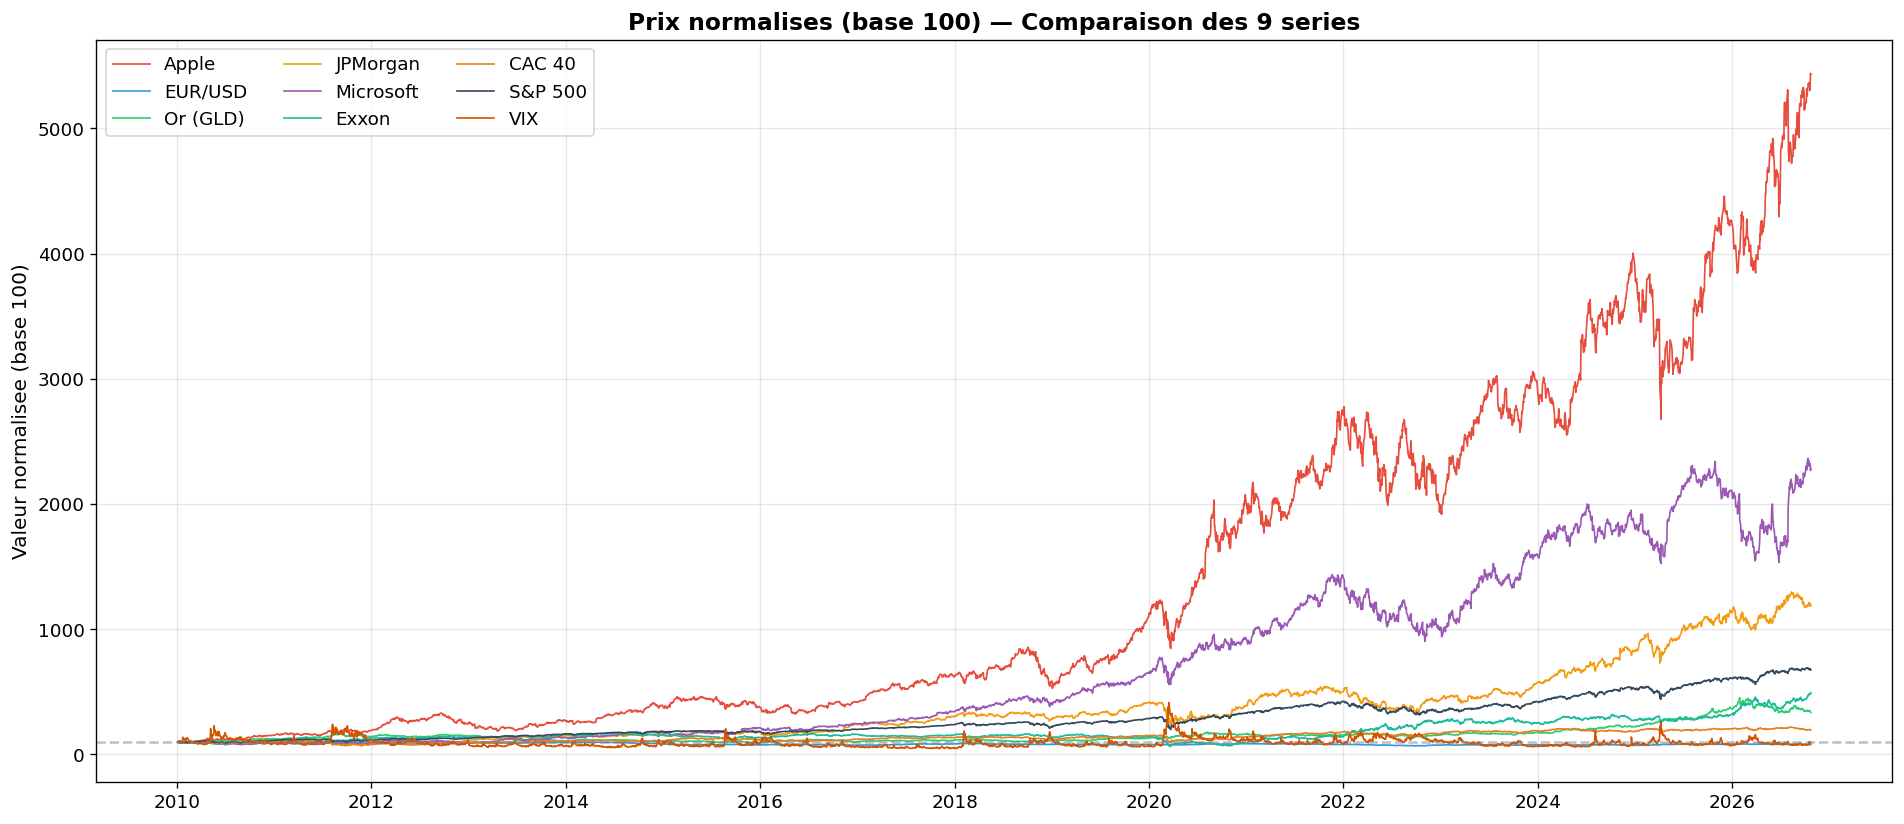 Prix normalises (base 100) — Comparaison des 9 series
Apple
EUR/USD
Or (GLD)
JPMorgan
Microsoft
Exxon
CAC 40
S&P 500
VIX
Valeur normalisee (base 100)
5000
4000
3000
2000
1000
0
2010 2012 2014 2016 2018 2020 2022 2024 2026